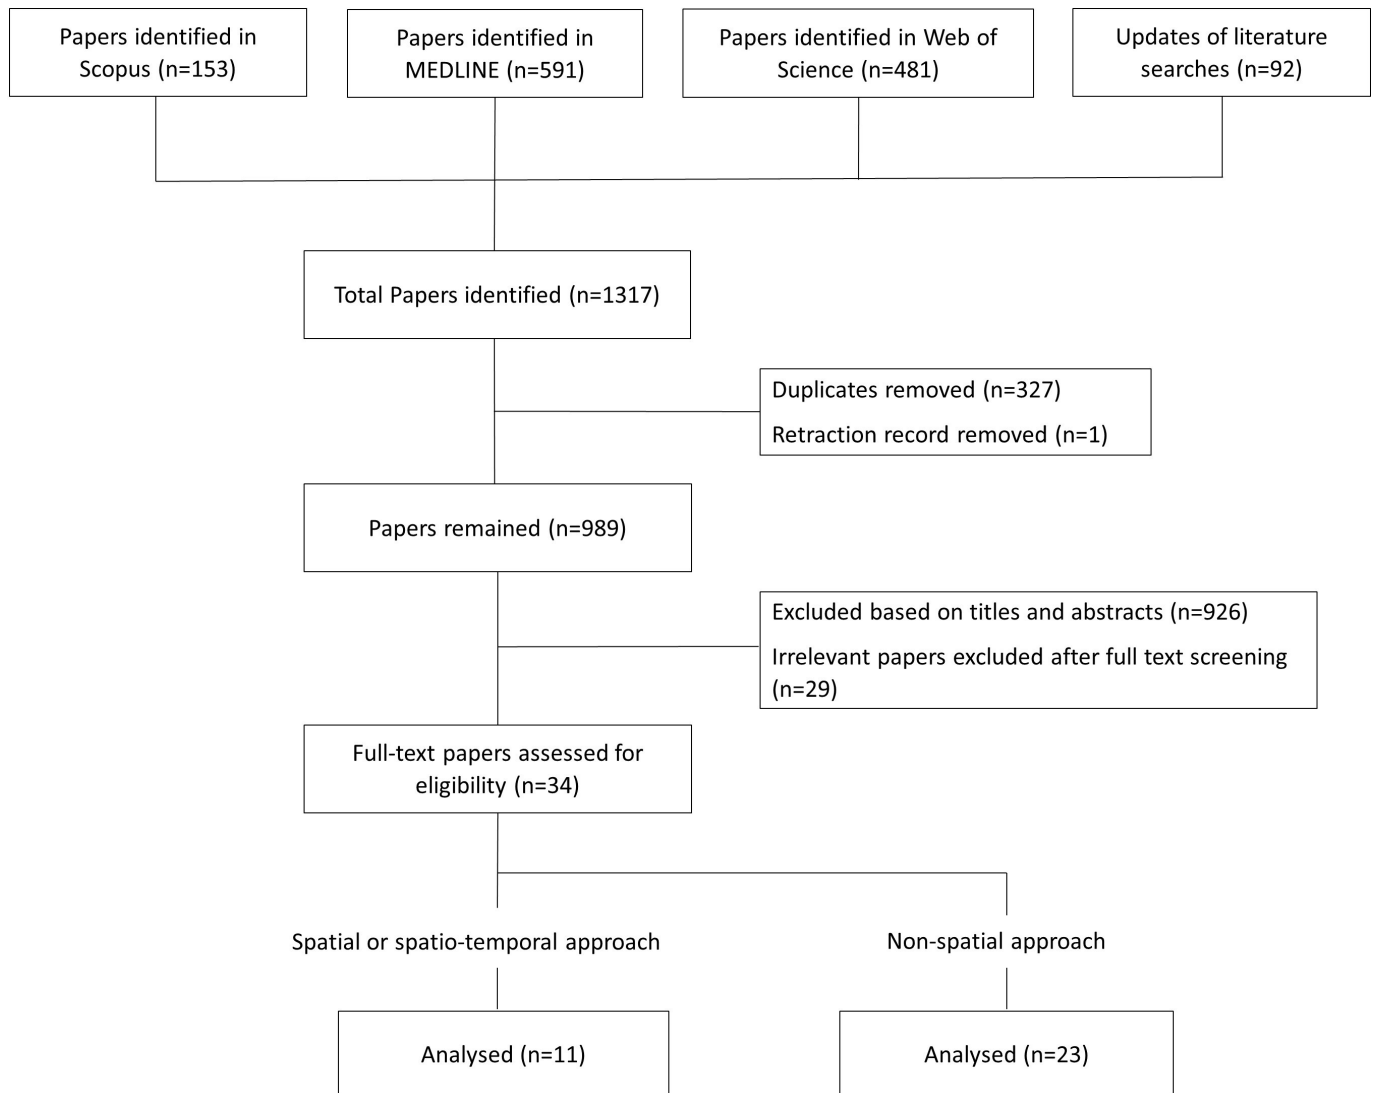 Papers identified in
Scopus (n=153)
Papers identified in
MEDLINE (n=591)
Papers identified in Web of
Science (n=481)
Updates of literature
searches (n=92)
Total Papers identified (n=1317)
Duplicates removed (n=327)
Retraction record removed (n=1)
Papers remained (n=989)
Excluded based on titles and abstracts (n=926)
Irrelevant papers excluded after full text screening
(n=29)
Full-text papers assessed for
eligibility (n=34)
Spatial or spatio-temporal approach
Non-spatial approach
Analysed (n=11)
Analysed (n=23)